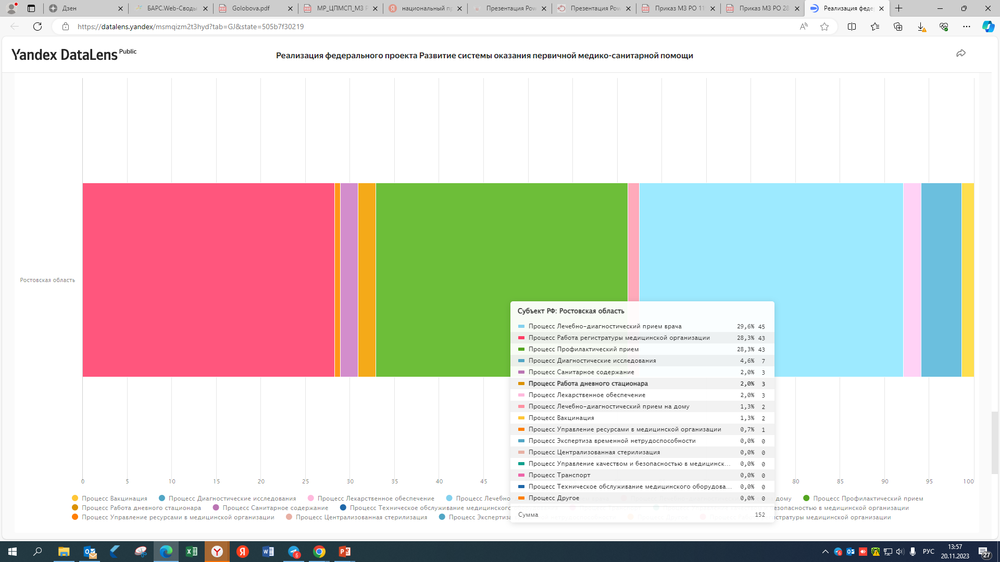 Дзен
БАРС.Web-Своды
Golobova.pdf
МР_ЦПМСП_МЗ Р
национальный пр
Презентация Pow
Презентация Pow
Приказ МЗ РО 11
Приказ МЗ РО 28
Реализация феде
https://datalens.yandex/msmqizm2t3hyd?tab=GJ&state=505b7f30219
Yandex DataLens Public
Реализация федерального проекта Развитие системы оказания первичной медико-санитарной помощи
Ростовская область
Субъект РФ: Ростовская область
Процесс Лечебно-диагностический прием врача 29,6% 45
Процесс Работа регистратуры медицинской организации 28,3% 43
Процесс Профилактический прием 28,3% 43
Процесс Диагностические исследования 4,6% 7
Процесс Санитарное содержание 2,0% 3
Процесс Работа дневного стационара 2,0% 3
Процесс Лекарственное обеспечение 2,0% 3
Процесс Лечебно-диагностический прием на дому 1,3% 2
Процесс Вакцинация 1,3% 2
Процесс Управление ресурсами в медицинской организации 0,7% 1
Процесс Экспертиза временной нетрудоспособности 0,0% 0
Процесс Централизованная стерилизация 0,0% 0
Процесс Управление качеством и безопасностью в медицинск... 0,0% 0
Процесс Транспорт 0,0% 0
Процесс Техническое обслуживание медицинского оборудова... 0,0% 0
Процесс Другое 0,0% 0
Сумма 152
0 5 10 15 20 25 30 35 40 45 80 85 90 95 100
Процесс Вакцинация Процесс Диагностические исследования Процесс Лекарственное обеспечение Процесс Лечебно дому Процесс Профилактический прием
Процесс Работа дневного стационара Процесс Санитарное содержание Процесс Техническое обслуживание медицинского безопасностью в медицинской организации
Процесс Управление ресурсами в медицинской организации Процесс Централизованная стерилизация Процесс Экспертиза регистратуры медицинской организации
РУС
13:57
20.11.2023
27